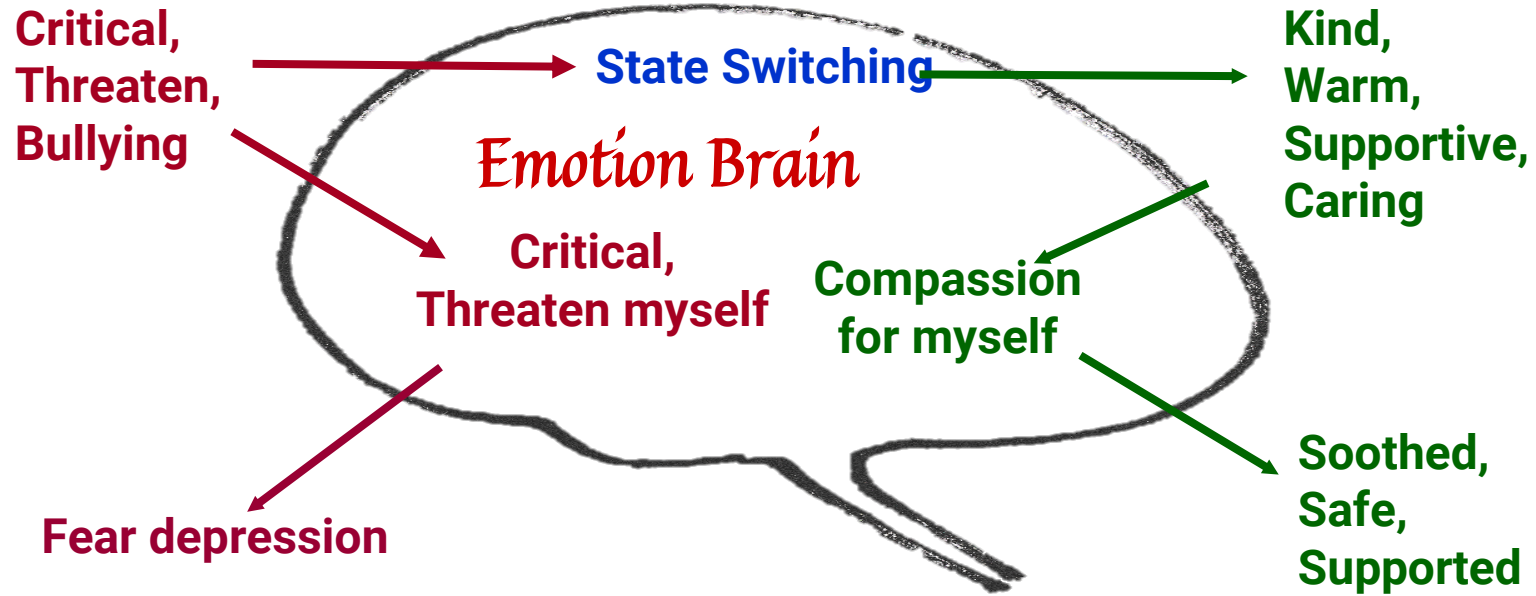 Critical,
Threaten,
Bullying
State Switching
Kind,
Warm,
Supportive,
Caring
Emotion Brain
Critical,
Threaten myself
Compassion
for myself
Fear depression
Soothed,
Safe,
Supported